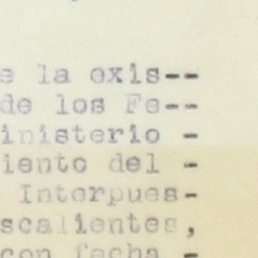 e la exis--
de los Fe--
inisterio -
iento del -
Interpues-
scalientes,
con fecha -